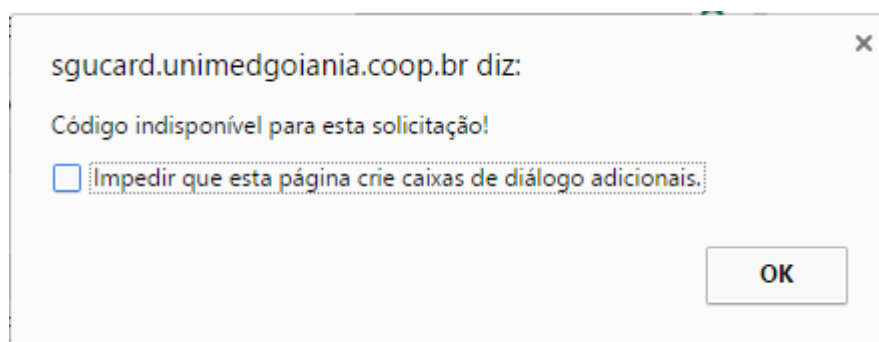 sgucard.unimedgoiania.coop.br diz:
Código indisponível para esta solicitação!
Impedir que esta página crie caixas de diálogo adicionais.
OK